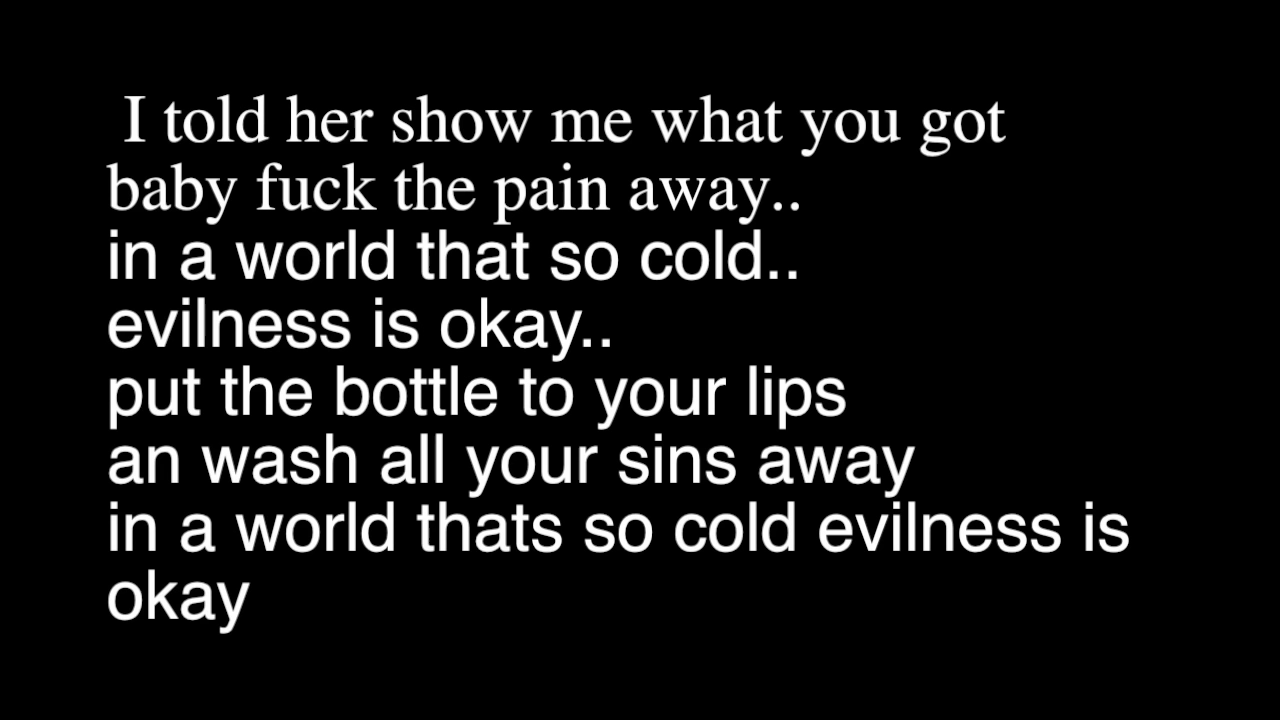 I told her show me what you got
baby fuck the pain away..
in a world that so cold..
evilness is okay..
put the bottle to your lips
an wash all your sins away
in a world thats so cold evilness is
okay